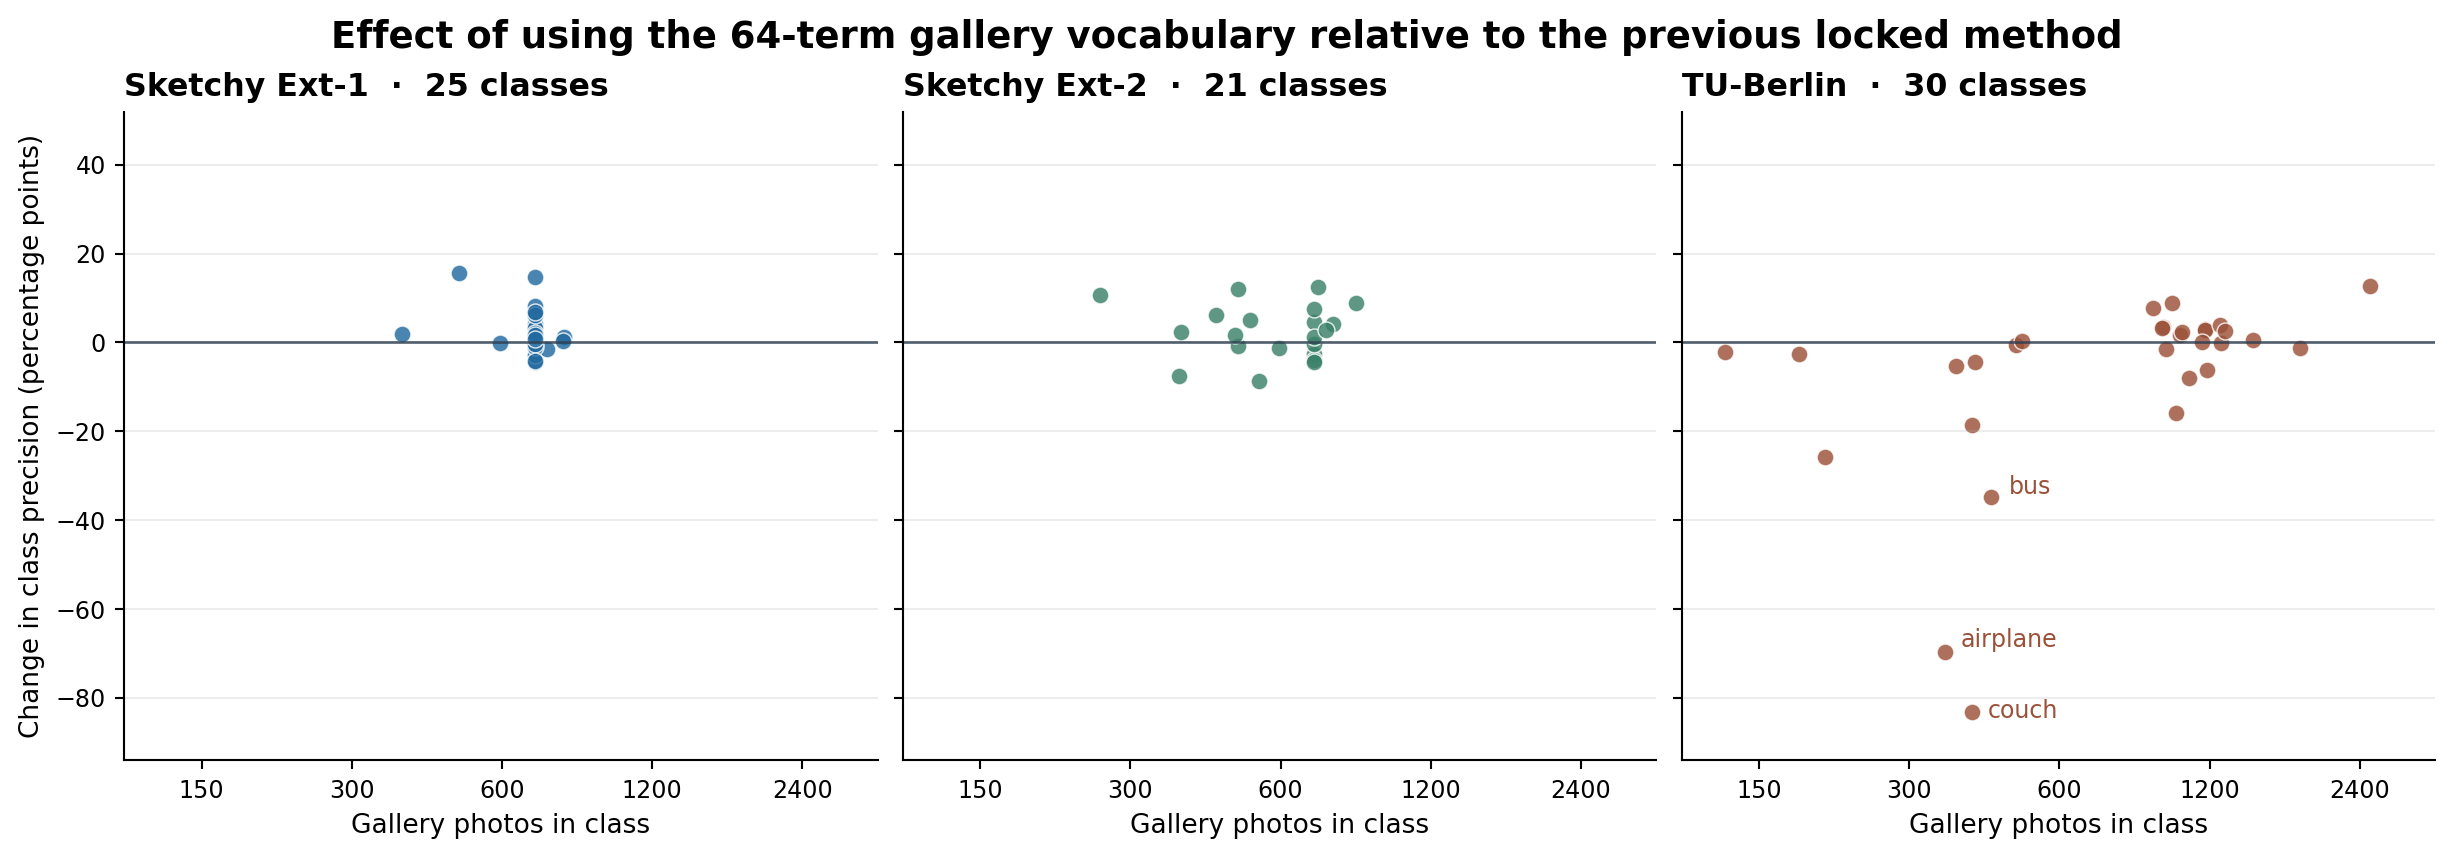 Effect of using the 64-term gallery vocabulary relative to the previous locked method
Sketchy Ext-1 · 25 classes
Sketchy Ext-2 · 21 classes
TU-Berlin · 30 classes
Change in class precision (percentage points)
40
20
0
−20
−40
−60
−80
bus
airplane
couch
150 300 600 1200 2400
150 300 600 1200 2400
150 300 600 1200 2400
Gallery photos in class
Gallery photos in class
Gallery photos in class